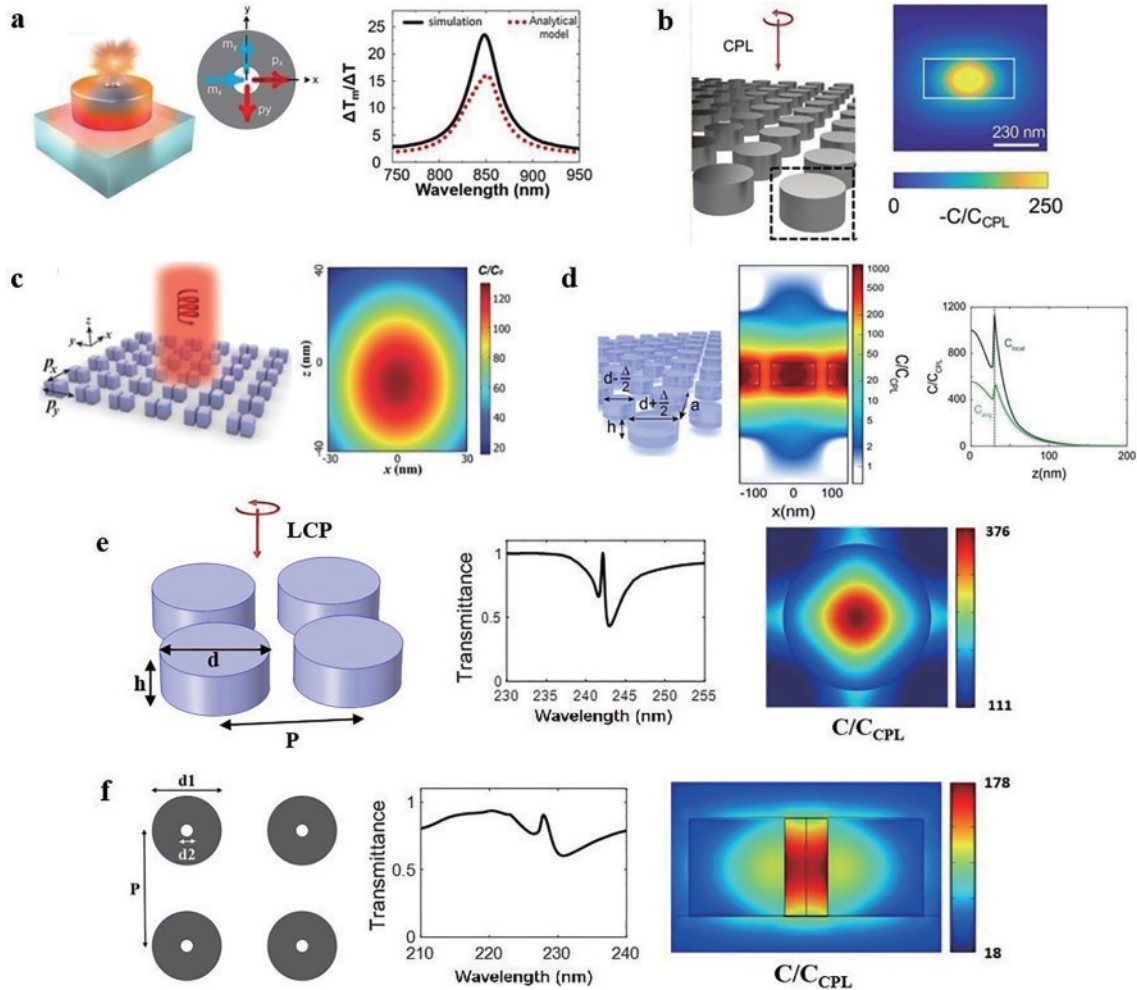 a
m_y
y
p_x
x
m_x
p_y
simulation
Analytical
model
ΔT_m/ΔT
25
20
15
10
5
0
750 800 850 900 950
Wavelength (nm)
b
CPL
230 nm
0 250
-C/C_CPL
c
z
y x
p_x
p_y
40
0
-40
z (nm)
-30 0 30
x (nm)
C/C_0
120
100
80
60
40
20
d
d-Δ/2
d+Δ/2
a
h
-100 0 100
x(nm)
1000
500
200
100
50
20
10
5
2
1
C/C_CPL
1200
800
400
0
C/C_CPL
C_local
C_avg
0 50 100 150 200
z(nm)
e
LCP
d
h
P
Transmittance
1
0.5
0
230 235 240 245 250 255
Wavelength (nm)
376
111
C/C_CPL
f
d1
d2
P
Transmittance
1
0.5
0
210 220 230 240
Wavelength (nm)
178
18
C/C_CPL